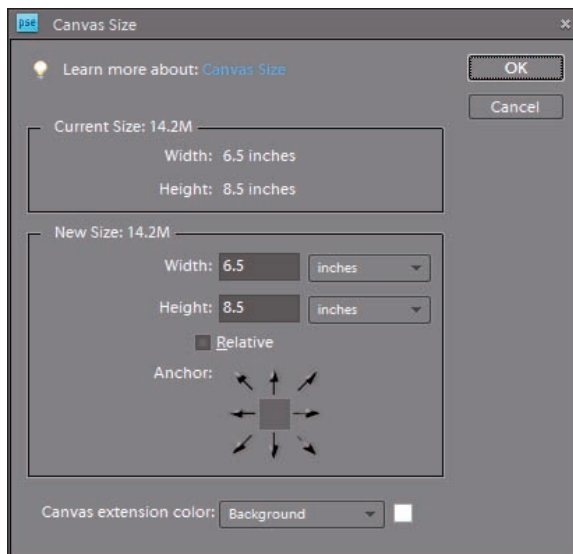 pse Canvas Size
Learn more about: Canvas Size
OK
Cancel
Current Size: 14.2M
Width: 6.5 inches
Height: 8.5 inches
New Size: 14.2M
Width: 6.5 inches
Height: 8.5 inches
Relative
Anchor:
Canvas extension color: Background